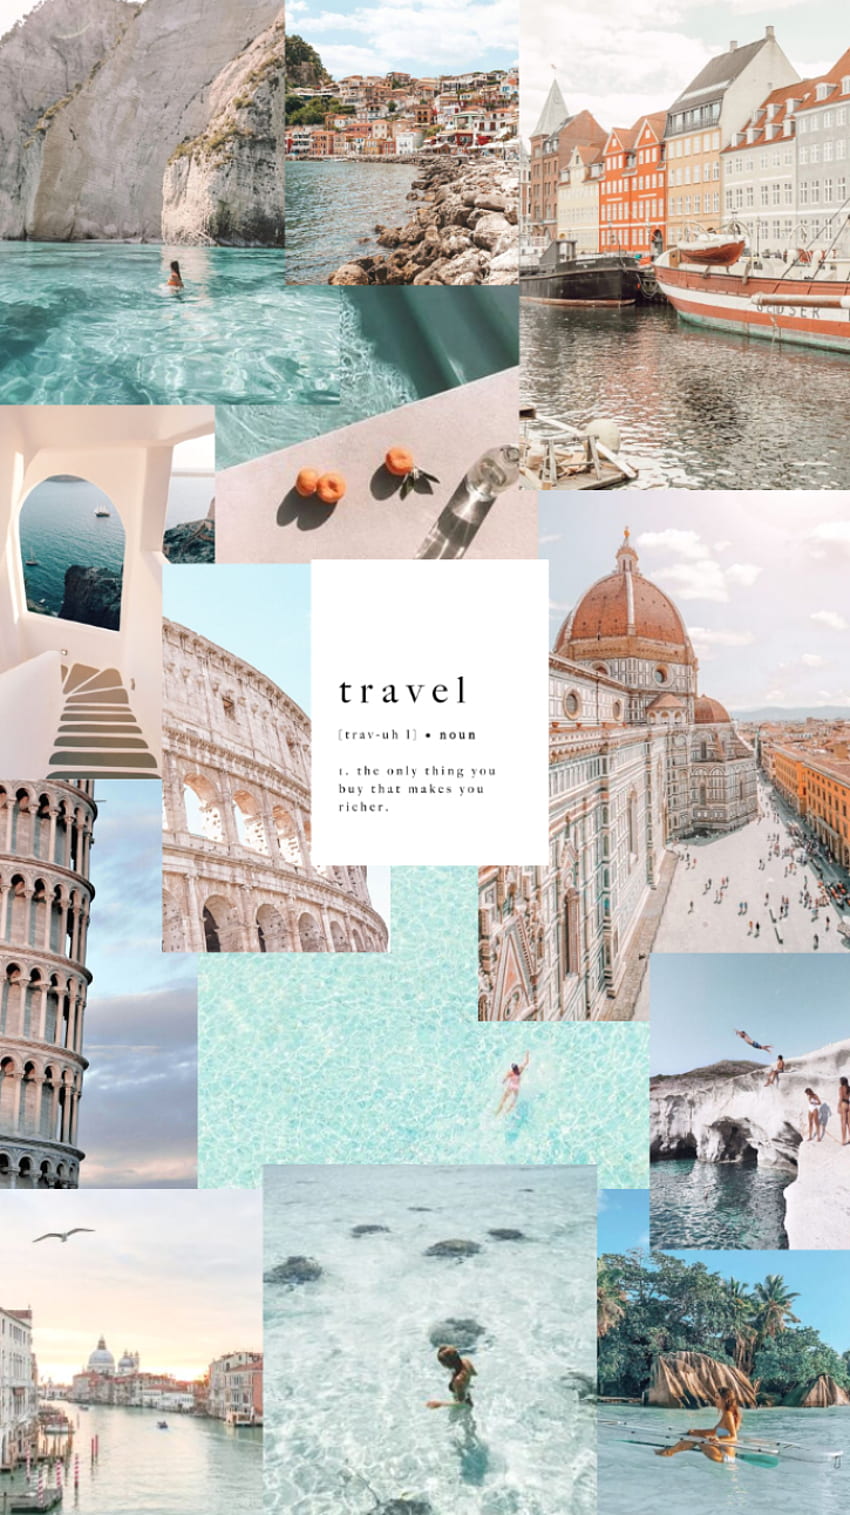 travel
[trav-uh l] • noun
1. the only thing you
buy that makes you
richer.